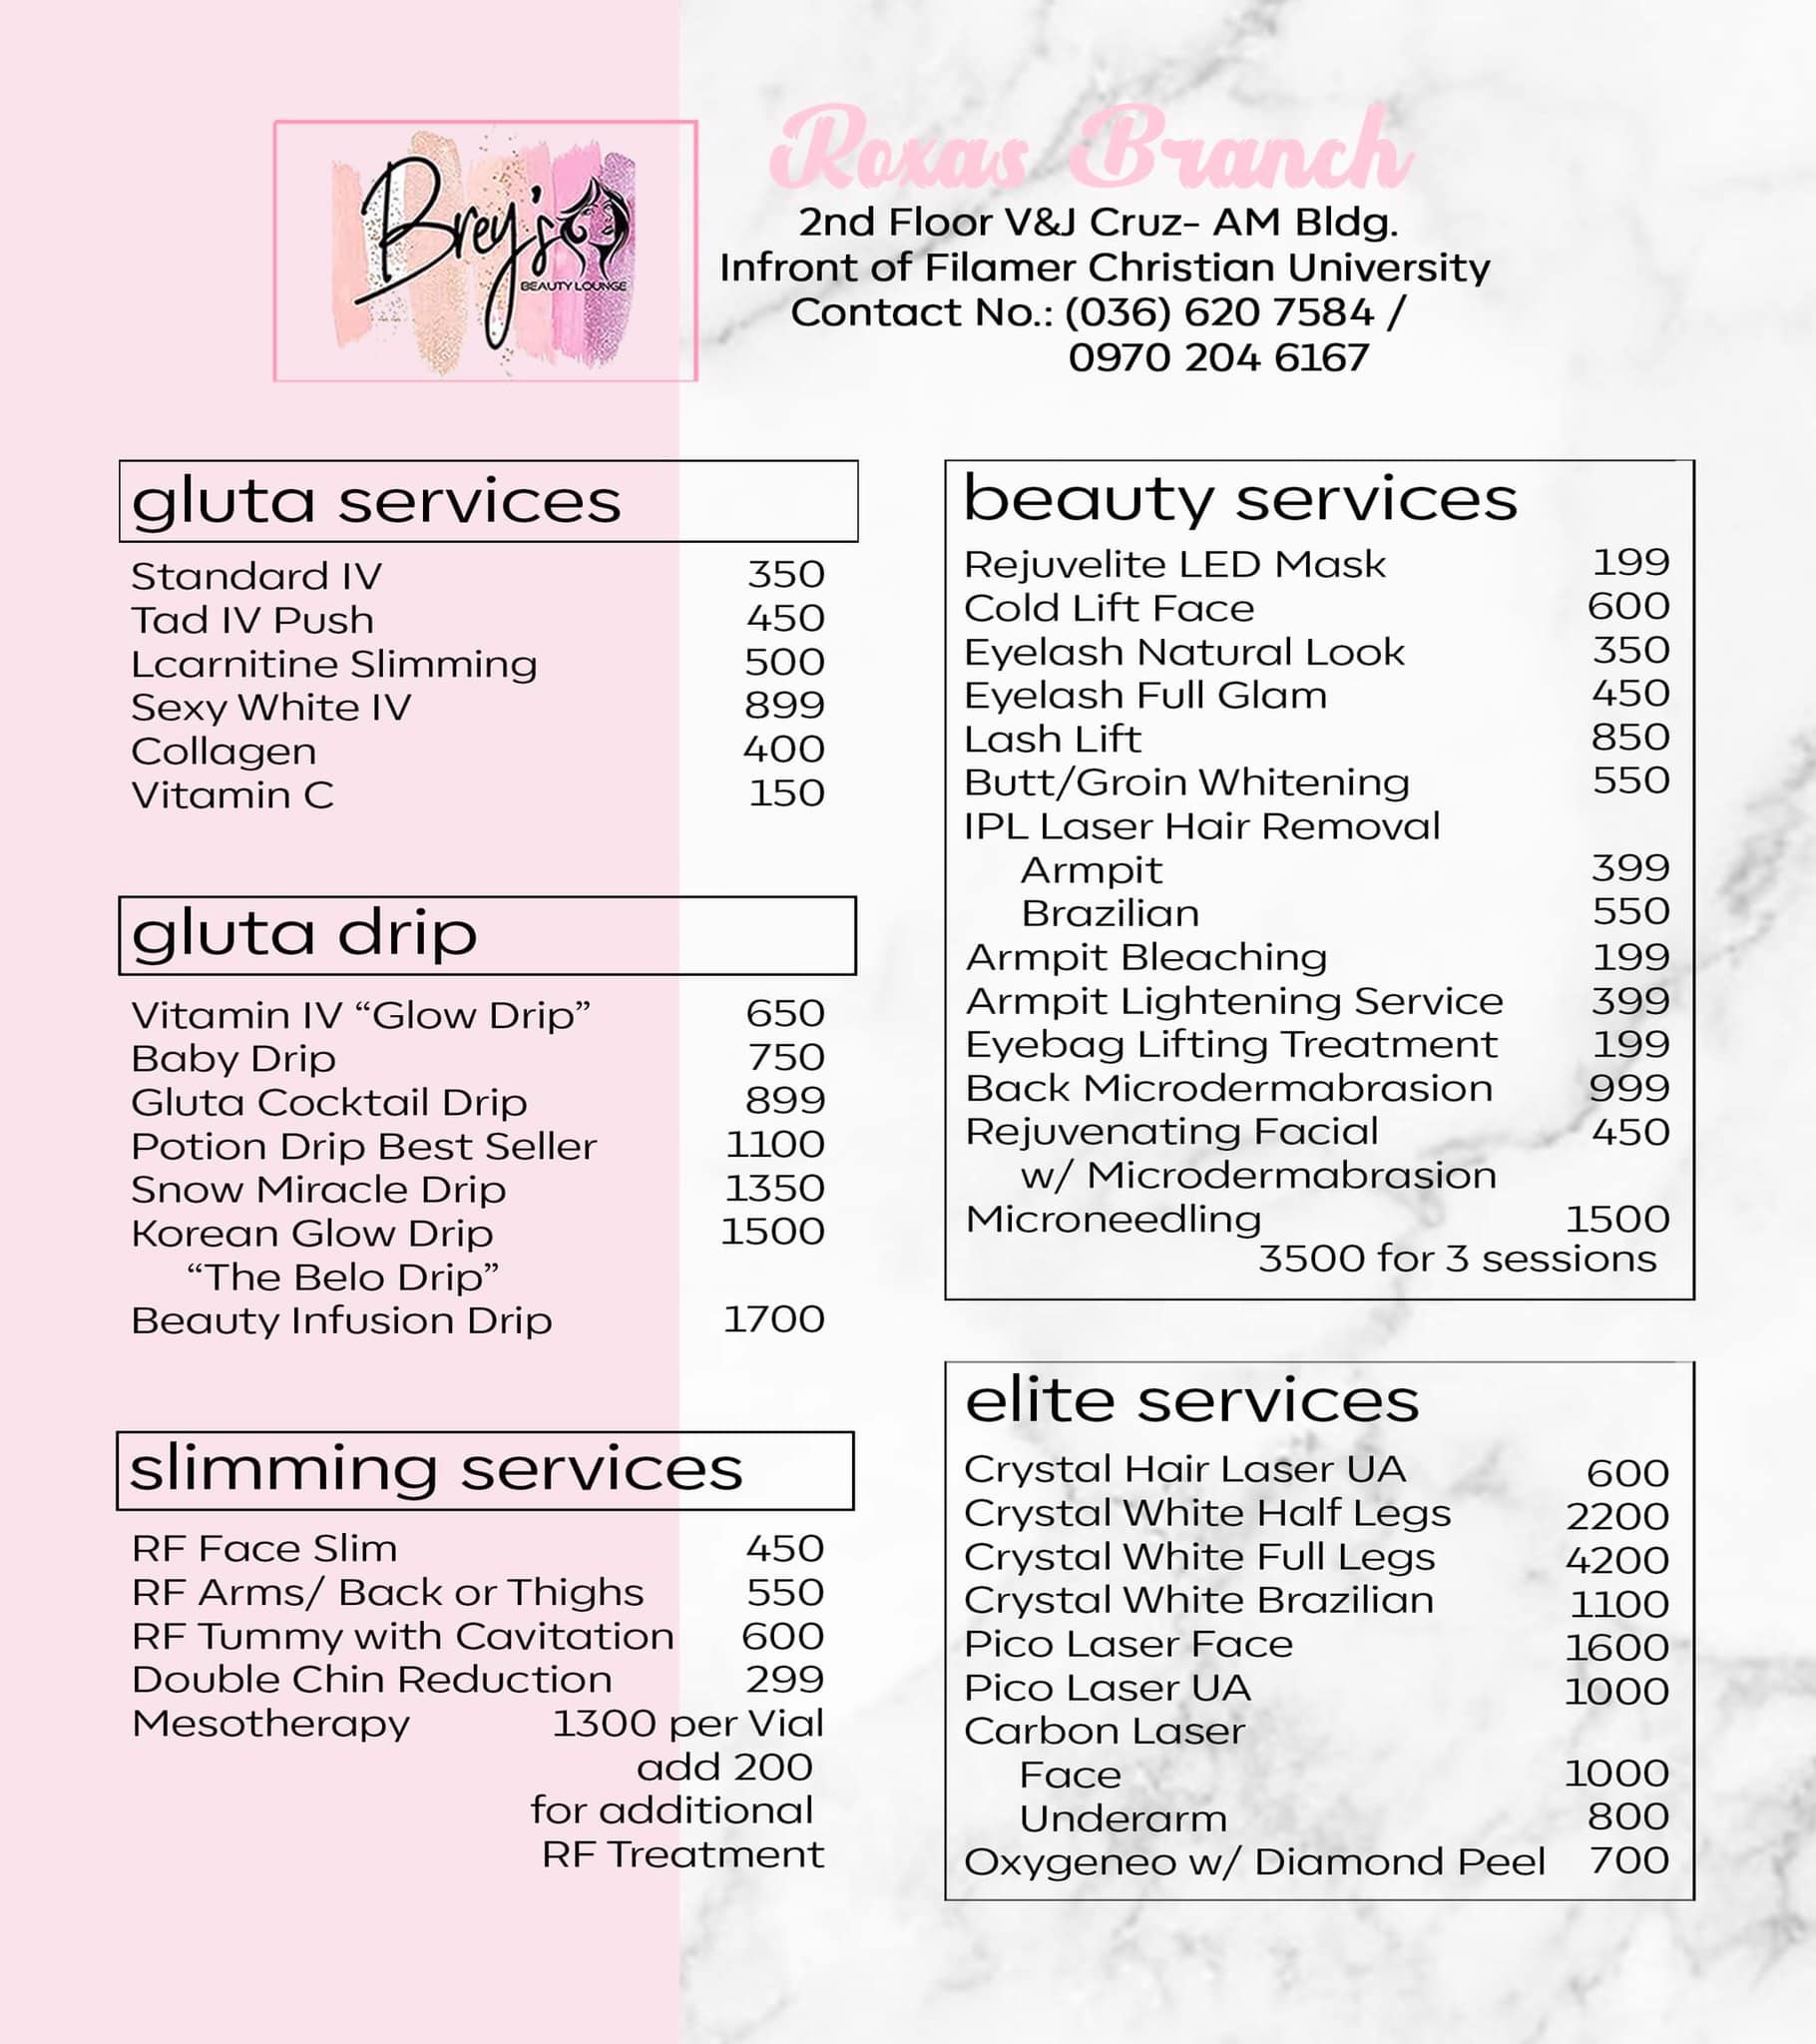 Brey's
BEAUTY LOUNGE
Roxas Branch
2nd Floor V&J Cruz- AM Bldg.
Infront of Filamer Christian University
Contact No.: (036) 620 7584 /
0970 204 6167
gluta services
Standard IV 350
Tad IV Push 450
Lcarnitine Slimming 500
Sexy White IV 899
Collagen 400
Vitamin C 150
gluta drip
Vitamin IV “Glow Drip” 650
Baby Drip 750
Gluta Cocktail Drip 899
Potion Drip Best Seller 1100
Snow Miracle Drip 1350
Korean Glow Drip 1500
“The Belo Drip”
Beauty Infusion Drip 1700
slimming services
RF Face Slim 450
RF Arms/ Back or Thighs 550
RF Tummy with Cavitation 600
Double Chin Reduction 299
Mesotherapy 1300 per Vial
add 200
for additional
RF Treatment
beauty services
Rejuvelite LED Mask 199
Cold Lift Face 600
Eyelash Natural Look 350
Eyelash Full Glam 450
Lash Lift 850
Butt/Groin Whitening 550
IPL Laser Hair Removal
Armpit 399
Brazilian 550
Armpit Bleaching 199
Armpit Lightening Service 399
Eyebag Lifting Treatment 199
Back Microdermabrasion 999
Rejuvenating Facial 450
w/ Microdermabrasion
Microneedling 1500
3500 for 3 sessions
elite services
Crystal Hair Laser UA 600
Crystal White Half Legs 2200
Crystal White Full Legs 4200
Crystal White Brazilian 1100
Pico Laser Face 1600
Pico Laser UA 1000
Carbon Laser
Face 1000
Underarm 800
Oxygeneo w/ Diamond Peel 700